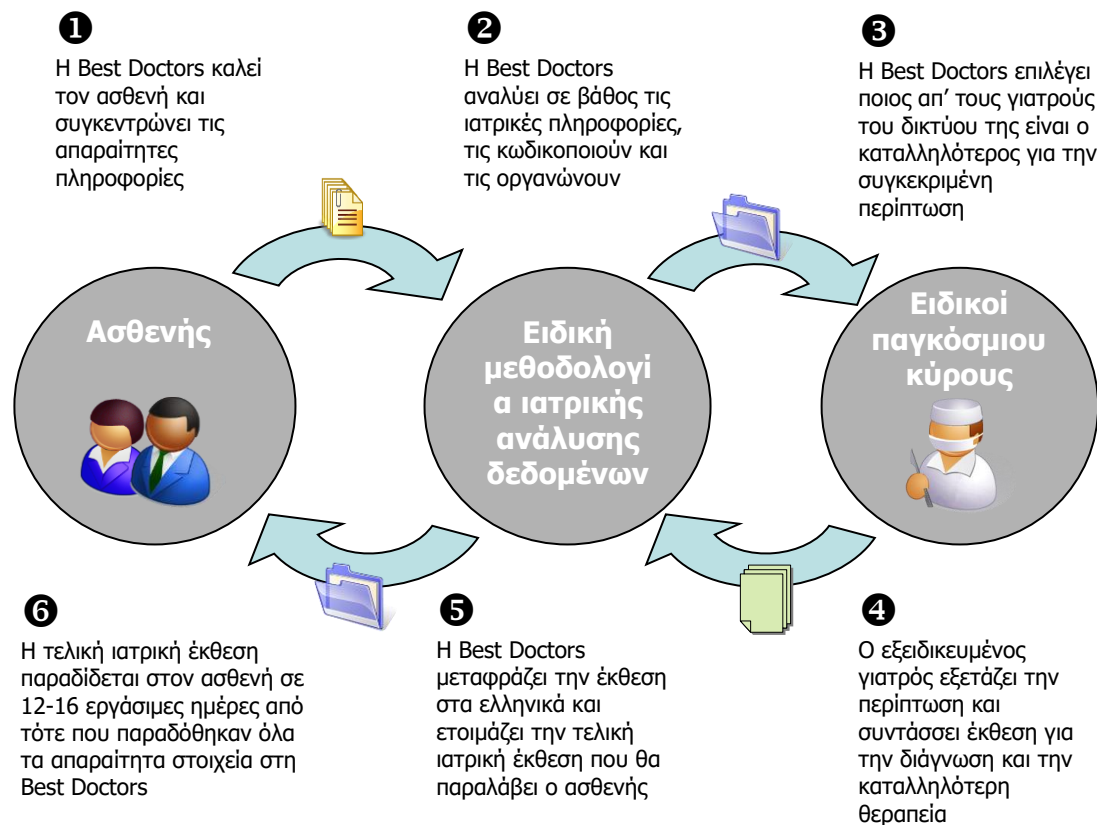 ❶
Η Best Doctors καλεί
τον ασθενή και
συγκεντρώνει τις
απαραίτητες
πληροφορίες
❷
Η Best Doctors
αναλύει σε βάθος τις
ιατρικές πληροφορίες,
τις κωδικοποιούν και
τις οργανώνουν
❸
Η Best Doctors επιλέγει
ποιος απ’ τους γιατρούς
του δικτύου της είναι ο
καταλληλότερος για την
συγκεκριμένη
περίπτωση
Ασθενής
Ειδική
μεθοδολογί
α ιατρικής
ανάλυσης
δεδομένων
Ειδικοί
παγκόσμιου
κύρους
❻
Η τελική ιατρική έκθεση
παραδίδεται στον ασθενή σε
12-16 εργάσιμες ημέρες από
τότε που παραδόθηκαν όλα
τα απαραίτητα στοιχεία στη
Best Doctors
❺
Η Best Doctors
μεταφράζει την έκθεση
στα ελληνικά και
ετοιμάζει την τελική
ιατρική έκθεση που θα
παραλάβει ο ασθενής
❹
Ο εξειδικευμένος
γιατρός εξετάζει την
περίπτωση και
συντάσσει έκθεση για
την διάγνωση και την
καταλληλότερη
θεραπεία